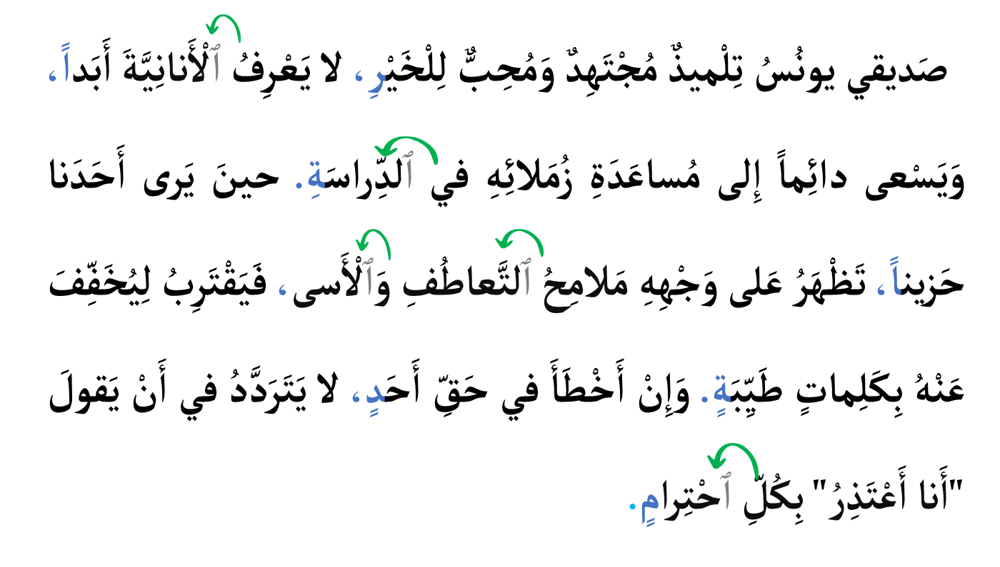 صَديقي يونُسُ تِلْميذٌ مُجْتَهِدٌ وَمُحِبٌّ لِلْخَيْرِ، لا يَعْرِفُ ٱلْأَنانِيَّةَ أَبَداً،
وَيَسْعى دائِماً إِلى مُساعَدَةِ زُمَلائِهِ في ٱلدِّراسَةِ. حينَ يَرى أَحَدَنا
حَزيناً، تَظْهَرُ عَلى وَجْهِهِ مَلامِحُ ٱلتَّعاطُفِ وَٱلْأَسى، فَيَقْتَرِبُ لِيُخَفِّفَ
عَنْهُ بِكَلِماتٍ طَيِّبَةٍ. وَإِنْ أَخْطَأَ في حَقِّ أَحَدٍ، لا يَتَرَدَّدُ في أَنْ يَقولَ
"أَنا أَعْتَذِرُ" بِكُلِّ ٱحْتِرامٍ.